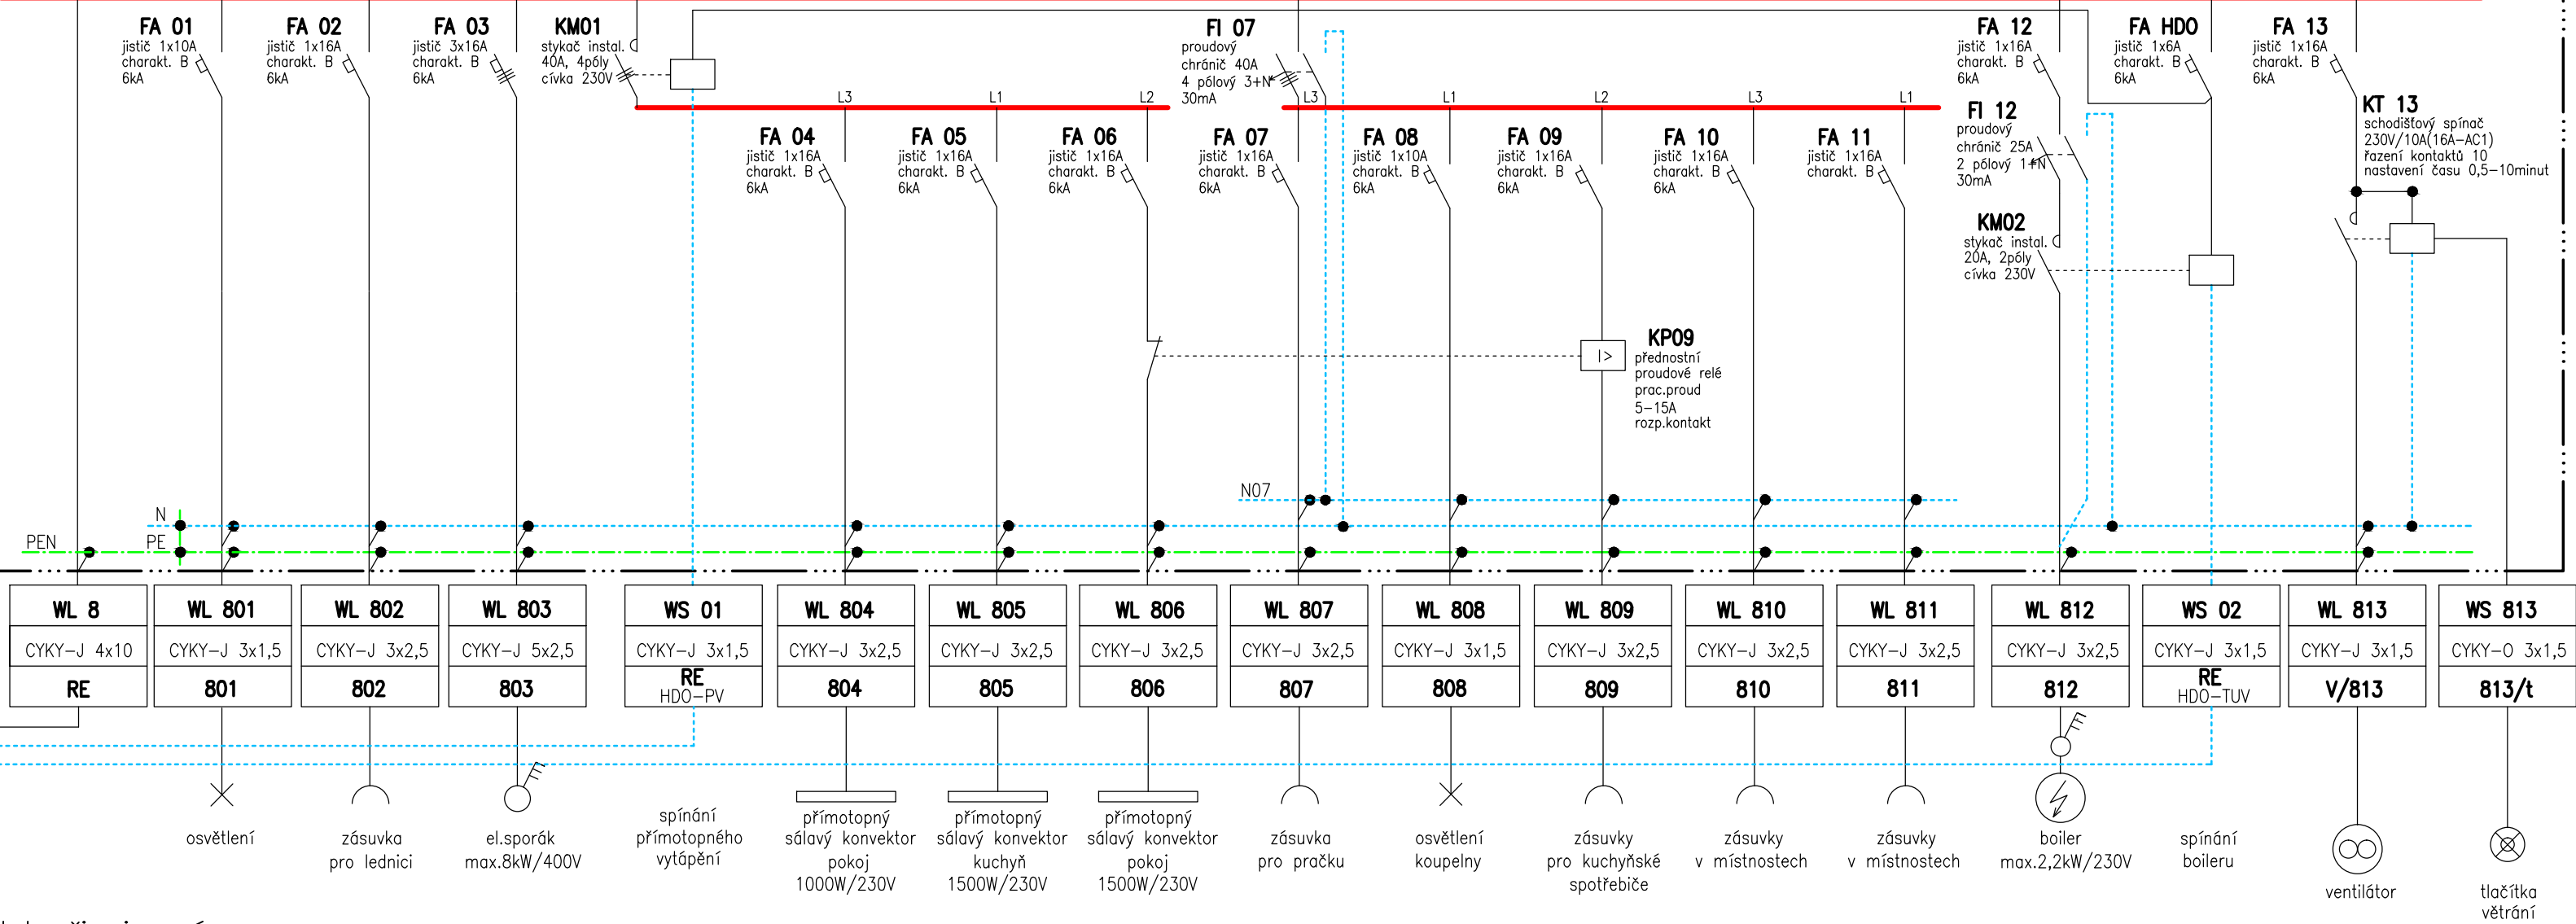 FA 01
jistič 1x10A
charakt. B
6kA
FA 02
jistič 1x16A
charakt. B
6kA
FA 03
jistič 3x16A
charakt. B
6kA
KM01
stykač instal.
40A, 4póly
cívka 230V
FI 07
proudový
chránič 40A
4 pólový 3+N
30mA
FA 12
jistič 1x16A
charakt. B
6kA
FA HDO
jistič 1x6A
charakt. B
6kA
FA 13
jistič 1x16A
charakt. B
6kA
L3
L1
L2
L3
L1
L2
L3
L1
FA 04
jistič 1x16A
charakt. B
6kA
FA 05
jistič 1x16A
charakt. B
6kA
FA 06
jistič 1x16A
charakt. B
6kA
FA 07
jistič 1x16A
charakt. B
6kA
FA 08
jistič 1x10A
charakt. B
6kA
FA 09
jistič 1x16A
charakt. B
6kA
FA 10
jistič 1x16A
charakt. B
6kA
FA 11
jistič 1x16A
charakt. B
FI 12
proudový
chránič 25A
2 pólový 1+N
30mA
KT 13
schodišťový spínač
230V/10A(16A-AC1)
řazení kontaktů 10
nastavení času 0,5-10minut
KM02
stykač instal.
20A, 2póly
cívka 230V
I>
KP09
přednostní
proudové relé
prac.proud
5-15A
rozp.kontakt
N07
N
PEN
PE
WL 8
CYKY-J 4x10
RE
WL 801
CYKY-J 3x1,5
801
WL 802
CYKY-J 3x2,5
802
WL 803
CYKY-J 5x2,5
803
WS 01
CYKY-J 3x1,5
RE
HDO-PV
WL 804
CYKY-J 3x2,5
804
WL 805
CYKY-J 3x2,5
805
WL 806
CYKY-J 3x2,5
806
WL 807
CYKY-J 3x2,5
807
WL 808
CYKY-J 3x1,5
808
WL 809
CYKY-J 3x2,5
809
WL 810
CYKY-J 3x2,5
810
WL 811
CYKY-J 3x2,5
811
WL 812
CYKY-J 3x2,5
812
WS 02
CYKY-J 3x1,5
RE
HDO-TUV
WL 813
CYKY-J 3x1,5
V/813
WS 813
CYKY-O 3x1,5
813/t
osvětlení
zásuvka
pro lednici
el.sporák
max.8kW/400V
spínání
přímotopného
vytápění
přímotopný
sálavý konvektor
pokoj
1000W/230V
přímotopný
sálavý konvektor
kuchyň
1500W/230V
přímotopný
sálavý konvektor
pokoj
1500W/230V
zásuvka
pro pračku
osvětlení
koupelny
zásuvky
pro kuchyňské
spotřebiče
zásuvky
v místnostech
zásuvky
v místnostech
boiler
max.2,2kW/230V
spínání
boileru
ventilátor
tlačítka
větrání